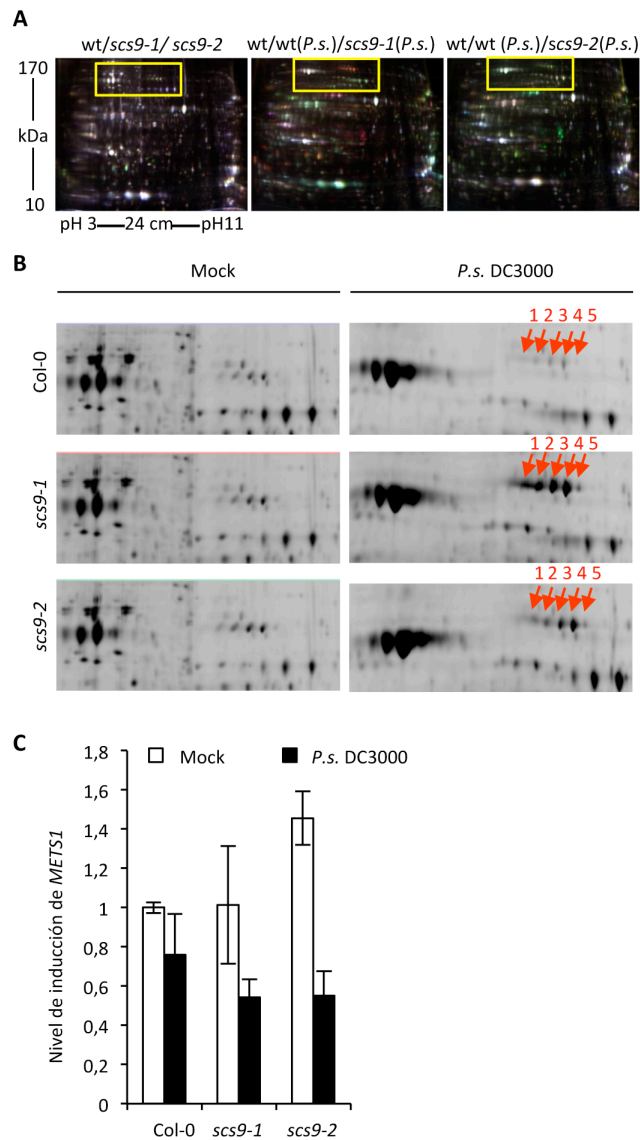 A
wt/scs9-1/ scs9-2
wt/wt(P.s.)/scs9-1(P.s.)
wt/wt (P.s.)/scs9-2(P.s.)
170
kDa
10
pH 3 24 cm pH11
B
Mock
P.s. DC3000
Col-0
1 2 3 4 5
scs9-1
1 2 3 4 5
scs9-2
1 2 3 4 5
C
Mock
P.s. DC3000
Nivel de inducción de METS1
1,8
1,6
1,4
1,2
1
0,8
0,6
0,4
0,2
0
Col-0 scs9-1 scs9-2